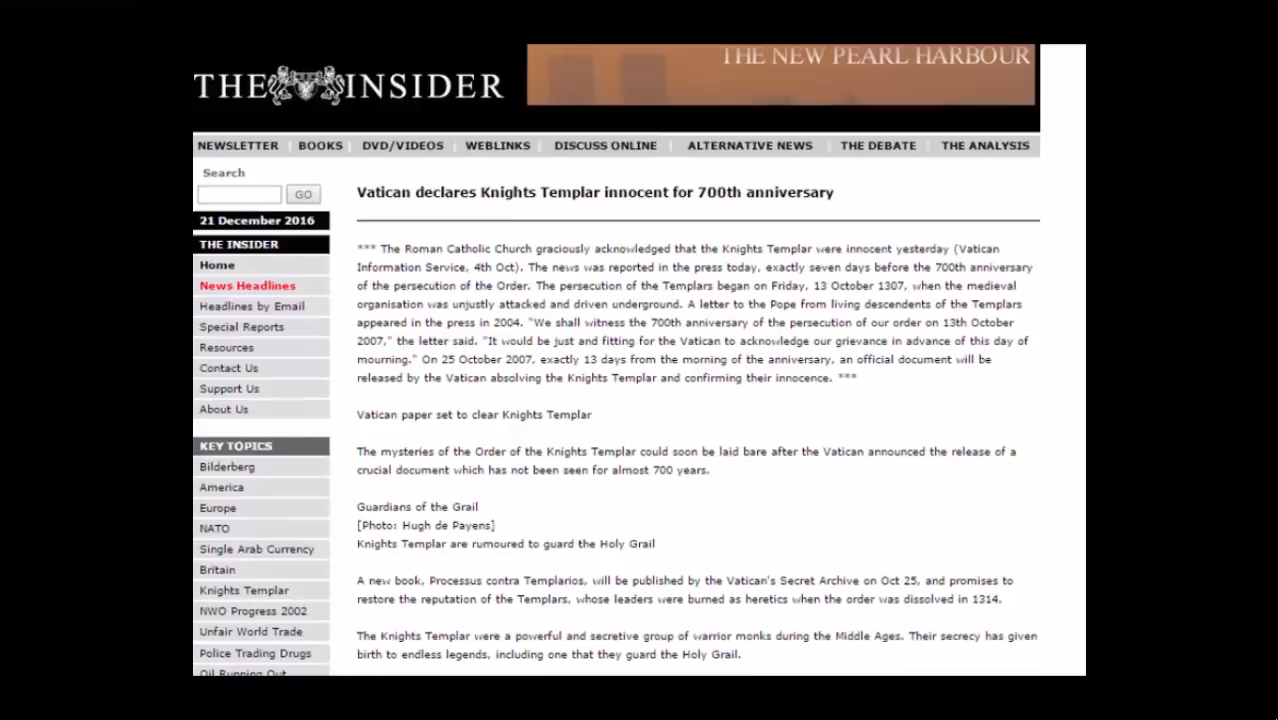 THE NEW PEARL HARBOUR
THE INSIDER
NEWSLETTER BOOKS DVD/VIDEOS WEBLINKS DISCUSS ONLINE ALTERNATIVE NEWS THE DEBATE THE ANALYSIS
Search
GO
21 December 2016
THE INSIDER
Home
News Headlines
Headlines by Email
Special Reports
Resources
Contact Us
Support Us
About Us
KEY TOPICS
Bilderberg
America
Europe
NATO
Single Arab Currency
Britain
Knights Templar
NWO Progress 2002
Unfair World Trade
Police Trading Drugs
Oil Running Out
Vatican declares Knights Templar innocent for 700th anniversary
*** The Roman Catholic Church graciously acknowledged that the Knights Templar were innocent yesterday (Vatican
Information Service, 4th Oct). The news was reported in the press today, exactly seven days before the 700th anniversary
of the persecution of the Order. The persecution of the Templars began on Friday, 13 October 1307, when the medieval
organisation was unjustly attacked and driven underground. A letter to the Pope from living descendents of the Templars
appeared in the press in 2004. "We shall witness the 700th anniversary of the persecution of our order on 13th October
2007," the letter said. "It would be just and fitting for the Vatican to acknowledge our grievance in advance of this day of
mourning." On 25 October 2007, exactly 13 days from the morning of the anniversary, an official document will be
released by the Vatican absolving the Knights Templar and confirming their innocence. ***
Vatican paper set to clear Knights Templar
The mysteries of the Order of the Knights Templar could soon be laid bare after the Vatican announced the release of a
crucial document which has not been seen for almost 700 years.
Guardians of the Grail
[Photo: Hugh de Payens]
Knights Templar are rumoured to guard the Holy Grail
A new book, Processus contra Templarios, will be published by the Vatican's Secret Archive on Oct 25, and promises to
restore the reputation of the Templars, whose leaders were burned as heretics when the order was dissolved in 1314.
The Knights Templar were a powerful and secretive group of warrior monks during the Middle Ages. Their secrecy has given
birth to endless legends, including one that they guard the Holy Grail.